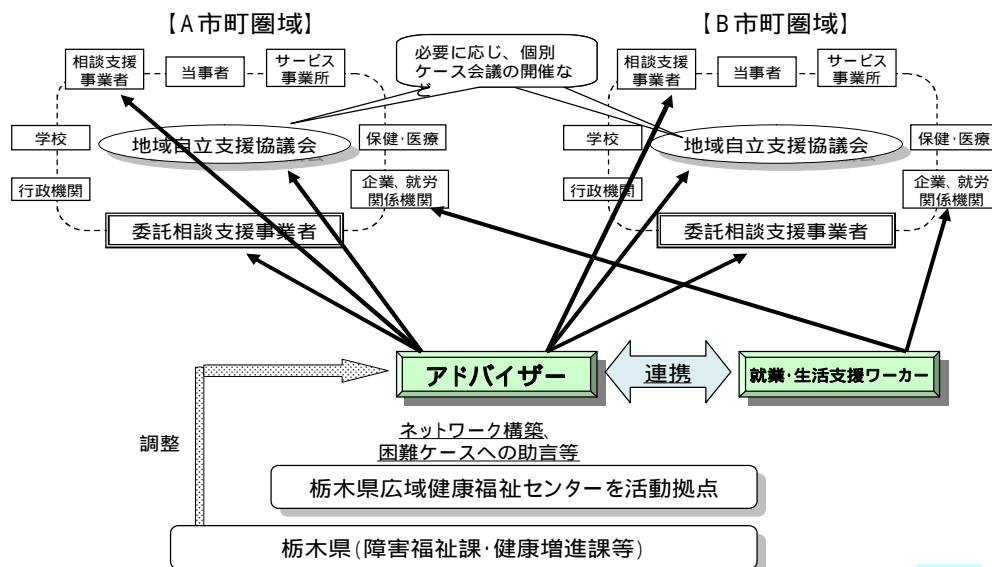 【A市町圏域】
【B市町圏域】
相談支援
事業者
当事者
サービス
事業所
必要に応じ、個別
ケース会議の開催な
ど
相談支援
事業者
当事者
サービス
事業所
学校
地域自立支援協議会
保健・医療
学校
地域自立支援協議会
保健・医療
行政機関
企業、就労
関係機関
行政機関
企業、就労
関係機関
委託相談支援事業者
委託相談支援事業者
アドバイザー
連携
就業・生活支援ワーカー
調整
ネットワーク構築、
困難ケースへの助言等
栃木県広域健康福祉センターを活動拠点
栃木県(障害福祉課・健康増進課等)